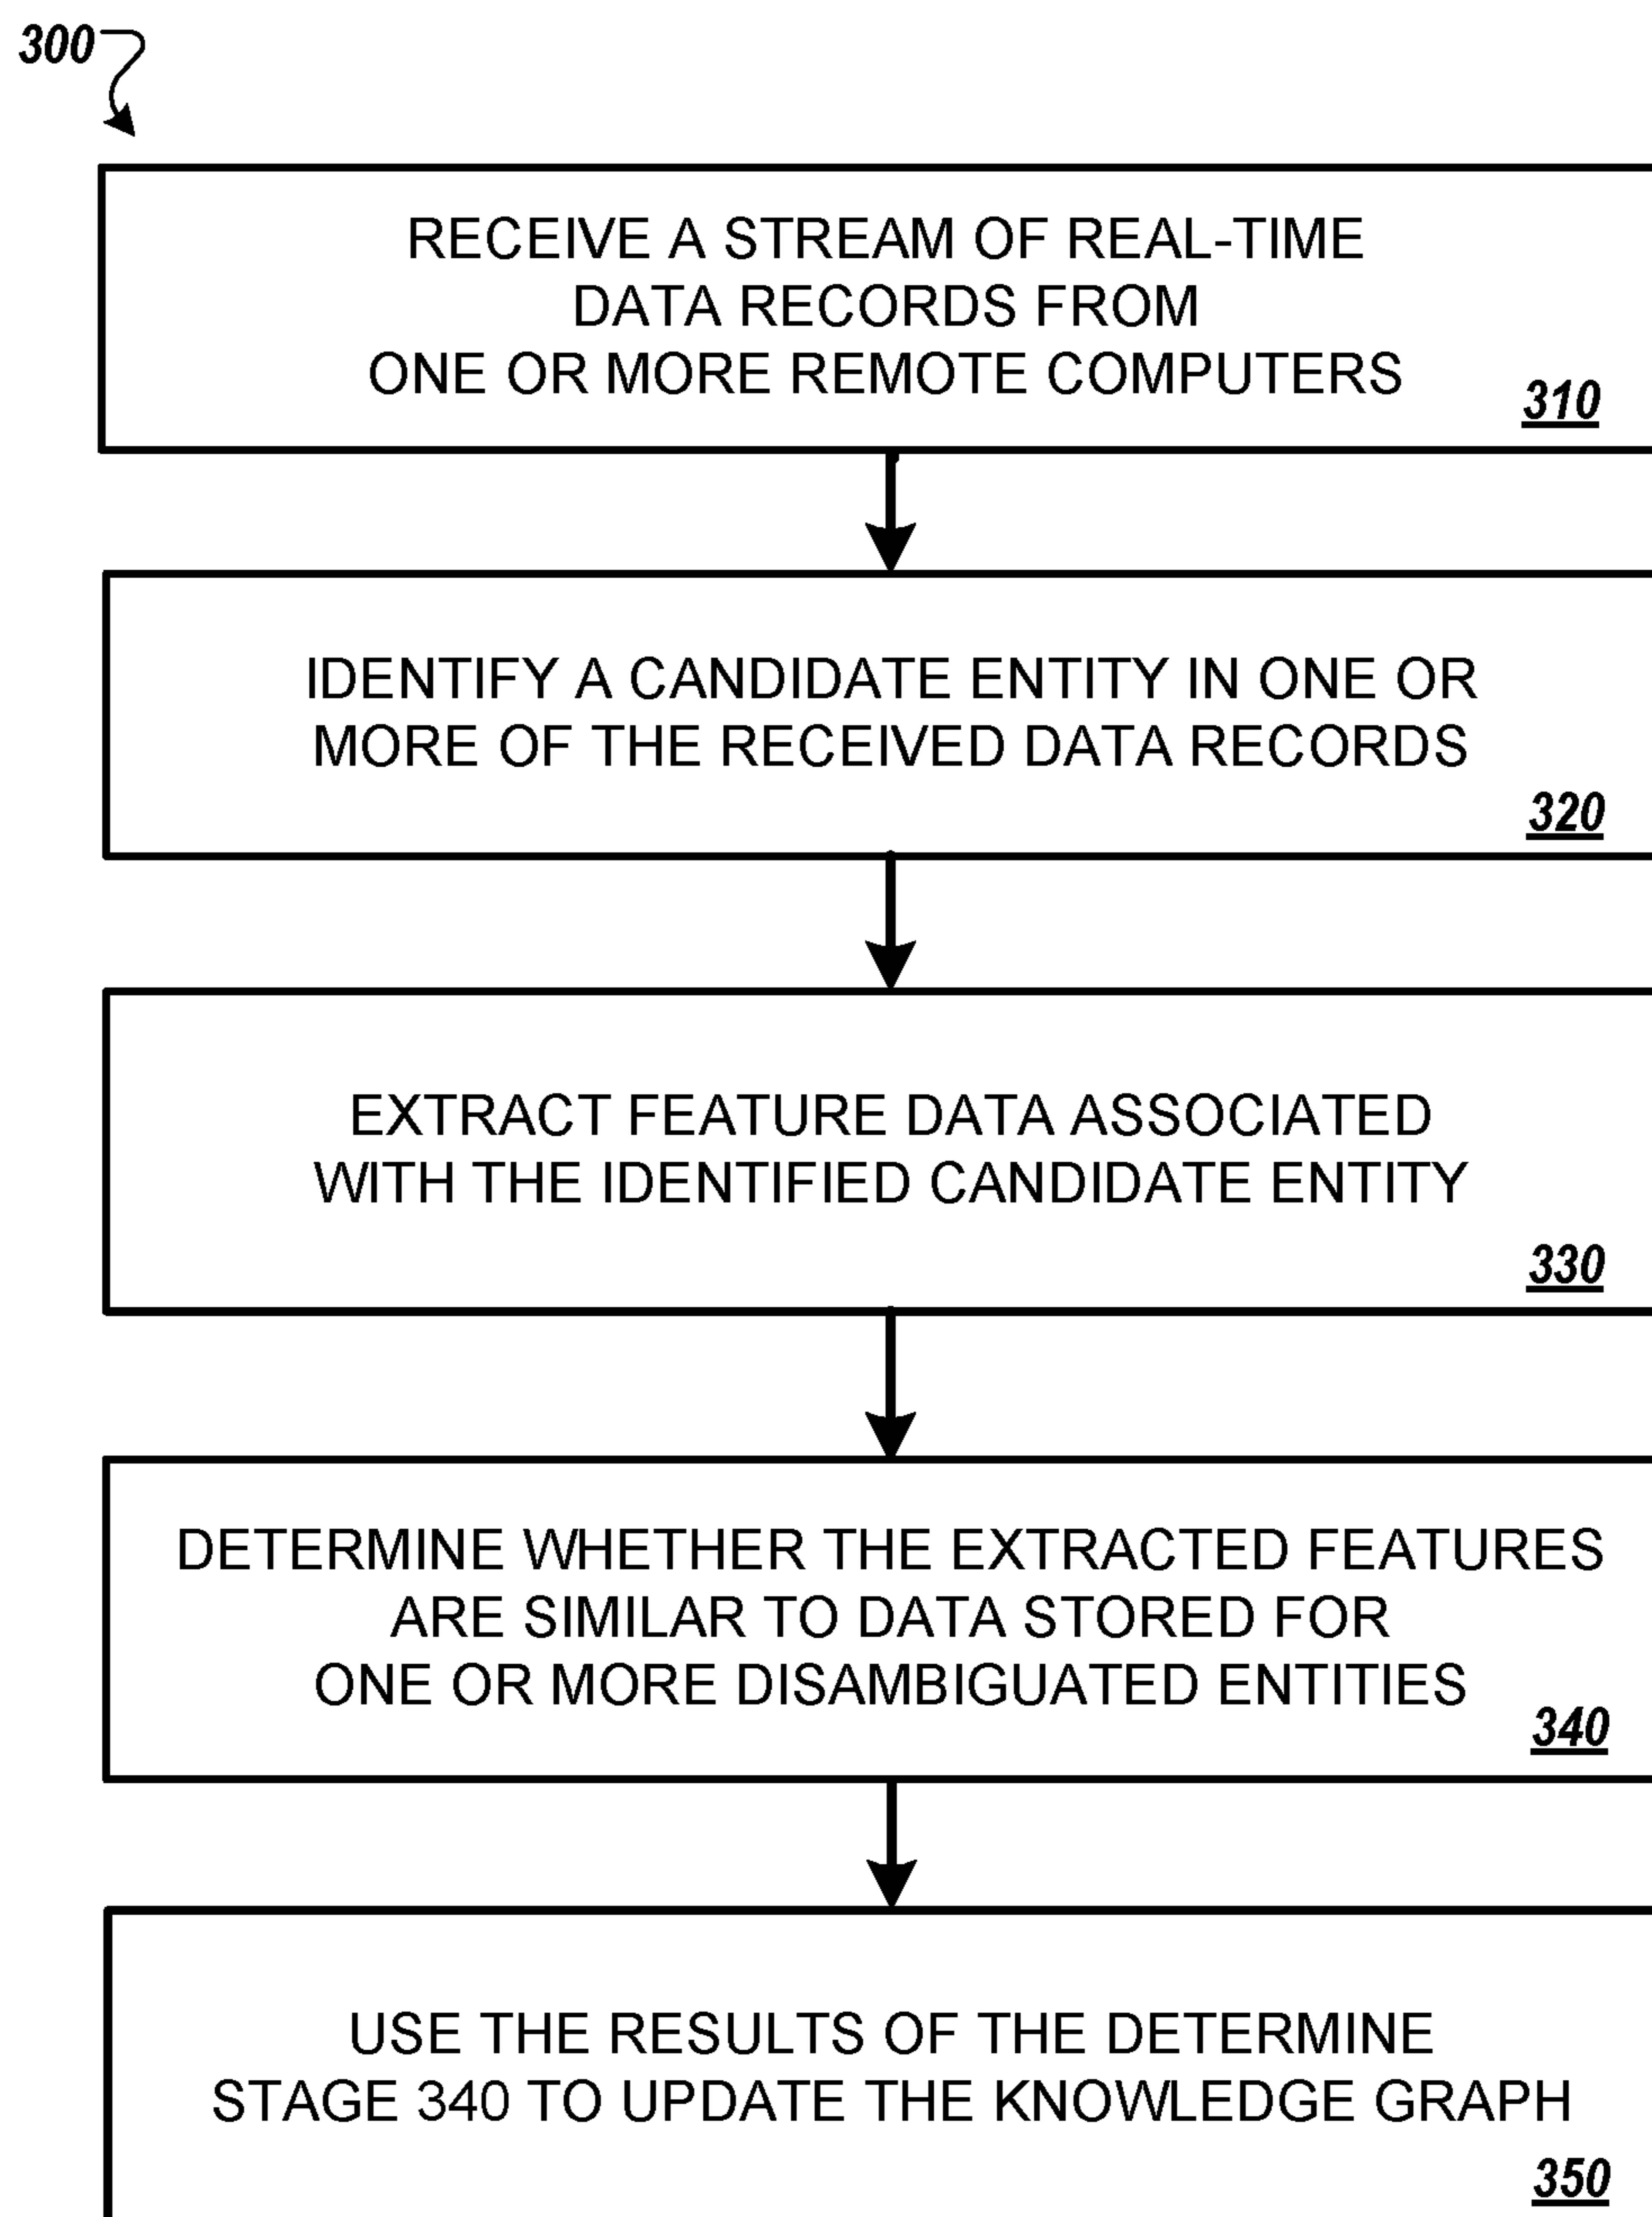 300
RECEIVE A STREAM OF REAL-TIME
DATA RECORDS FROM
ONE OR MORE REMOTE COMPUTERS
310
IDENTIFY A CANDIDATE ENTITY IN ONE OR
MORE OF THE RECEIVED DATA RECORDS
320
EXTRACT FEATURE DATA ASSOCIATED
WITH THE IDENTIFIED CANDIDATE ENTITY
330
DETERMINE WHETHER THE EXTRACTED FEATURES
ARE SIMILAR TO DATA STORED FOR
ONE OR MORE DISAMBIGUATED ENTITIES
340
USE THE RESULTS OF THE DETERMINE
STAGE 340 TO UPDATE THE KNOWLEDGE GRAPH
350